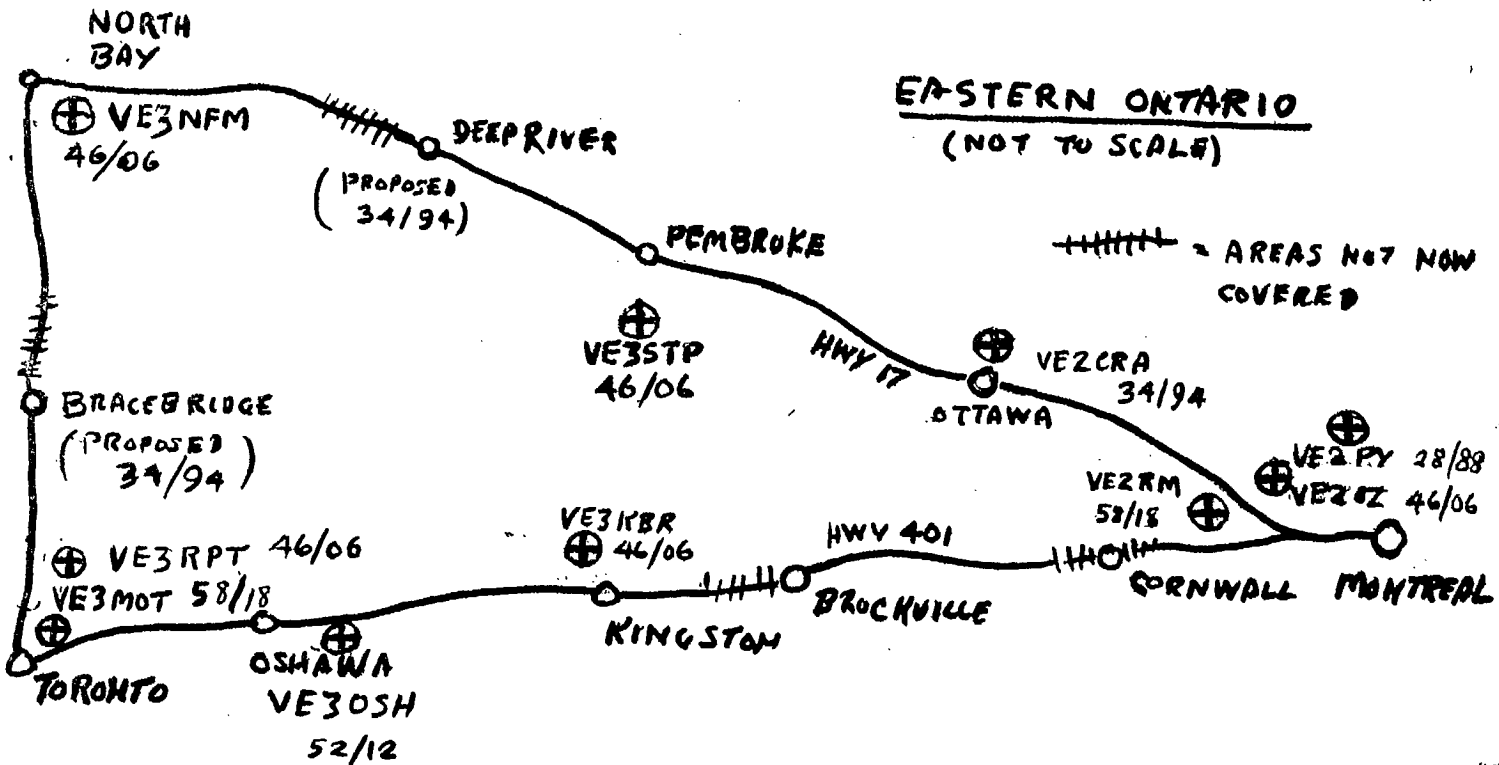 NORTH
BAY
VE3NFM
46/06
DEEP RIVER
(PROPOSED
34/94)
EASTERN ONTARIO
(NOT TO SCALE)
PEMBROKE
= AREAS NOT NOW
COVERED
VE3STP
46/06
HWY 17
VE2CRA
34/94
OTTAWA
BRACEBRIDGE
(PROPOSED
34/94)
VE2PY 28/88
46/06
VE2RM
58/18
HWY 401
VE3KBR
46/06
VE3RPT 46/06
VE3MOT 58/18
CORNWALL
MONTREAL
BROCKVILLE
KINGSTON
OSHAWA
VE3OSH
52/12
TORONTO